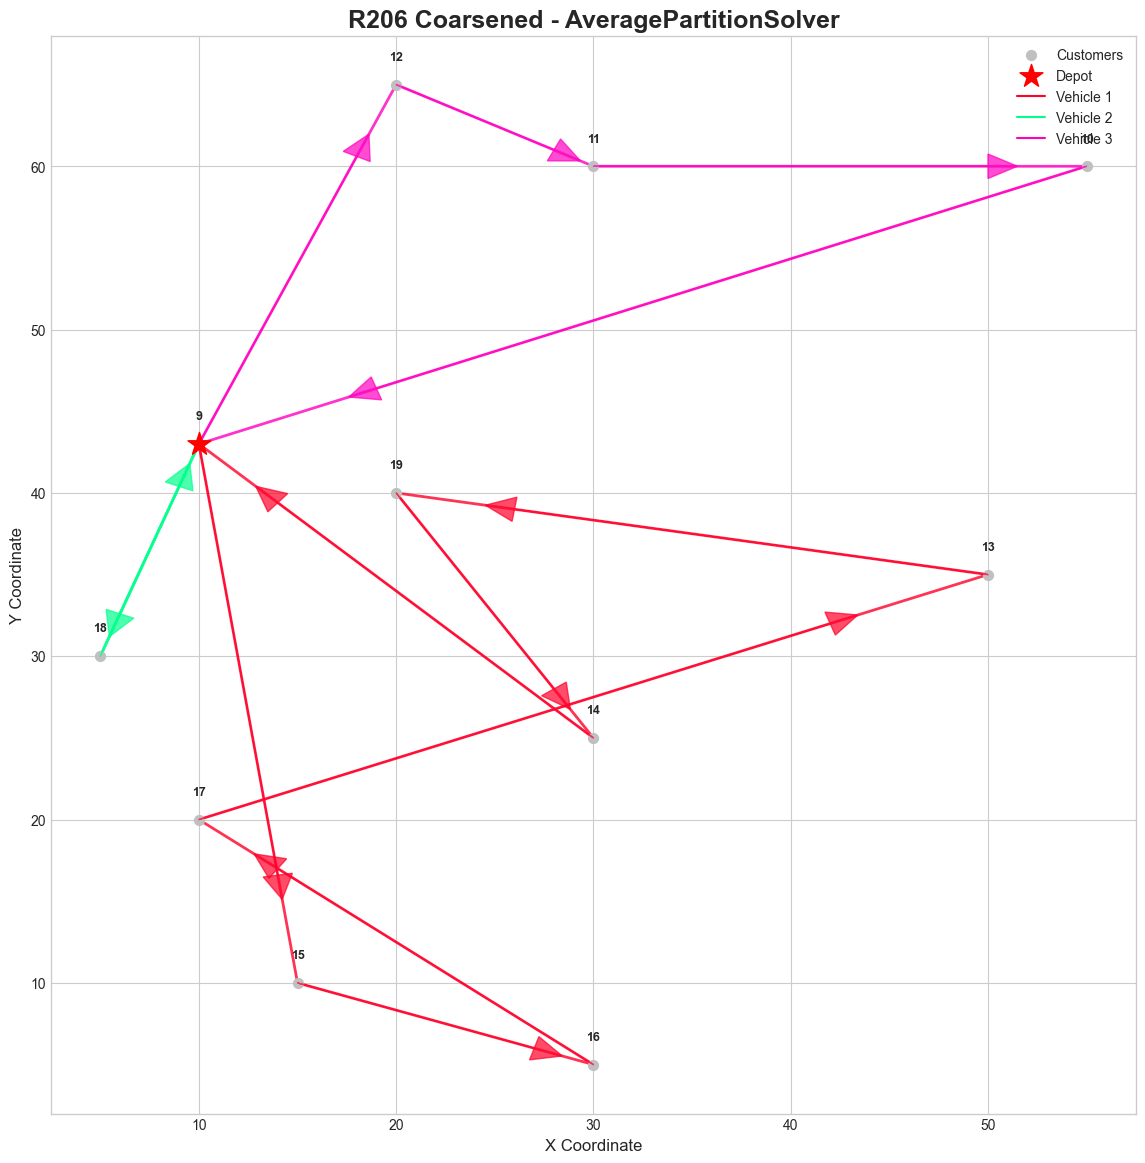 R206 Coarsened - AveragePartitionSolver
Customers
Depot
Vehicle 1
Vehicle 2
Vehicle 3
12
11
10
9
19
13
18
14
17
15
16
60
50
40
30
20
10
Y Coordinate
10
20
30
40
50
X Coordinate